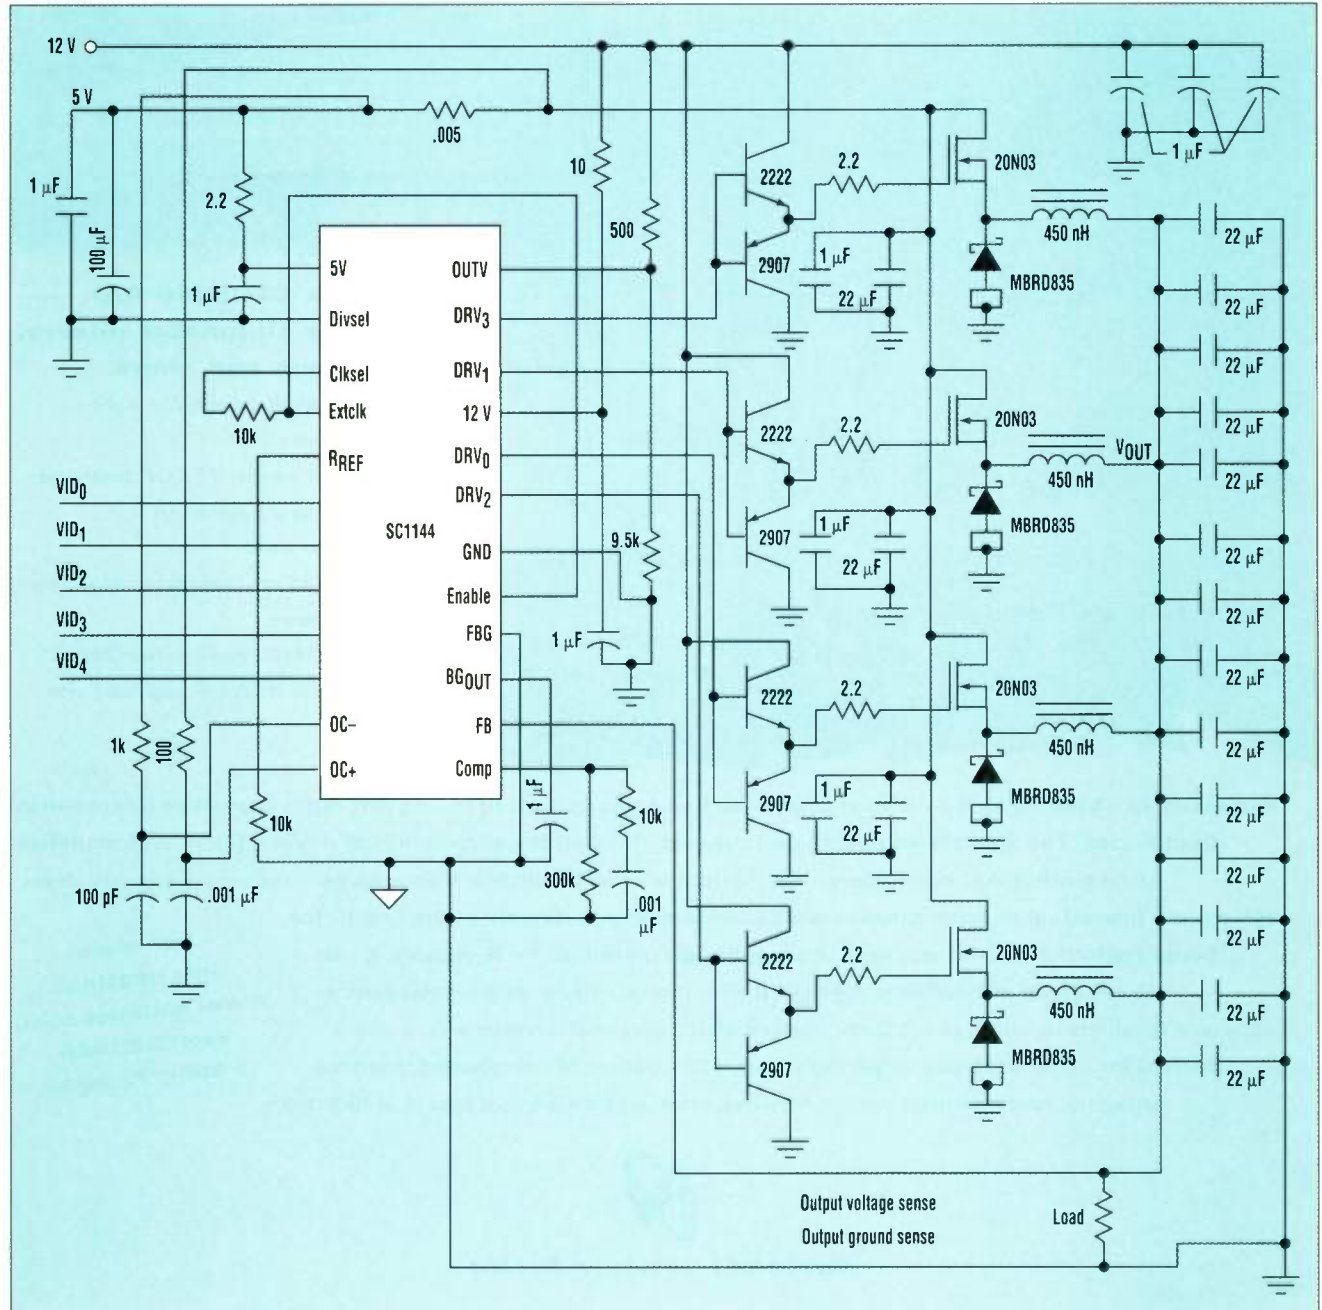 12 V
5 V
.005
1 μF
100 μF
2.2
1 μF
10
500
2222
2.2
20N03
1 μF
450 nH
22 μF
2907
1 μF
22 μF
MBRD835
22 μF
22 μF
22 μF
5V
Divsel
Clksel
Extclk
RREF
SC1144
OC−
OC+
OUTV
DRV3
DRV1
12 V
DRV0
DRV2
GND
Enable
FBG
BGOUT
FB
Comp
10k
VID0
VID1
VID2
VID3
VID4
1k
100
10k
100 pF
.001 μF
9.5k
1 μF
1 μF
10k
300k
.001 μF
2222
2.2
20N03
VOUT
450 nH
22 μF
2907
1 μF
22 μF
MBRD835
22 μF
22 μF
22 μF
2222
2.2
20N03
450 nH
22 μF
2907
1 μF
22 μF
MBRD835
22 μF
22 μF
22 μF
2222
2.2
20N03
450 nH
22 μF
2907
MBRD835
22 μF
Output voltage sense
Output ground sense
Load